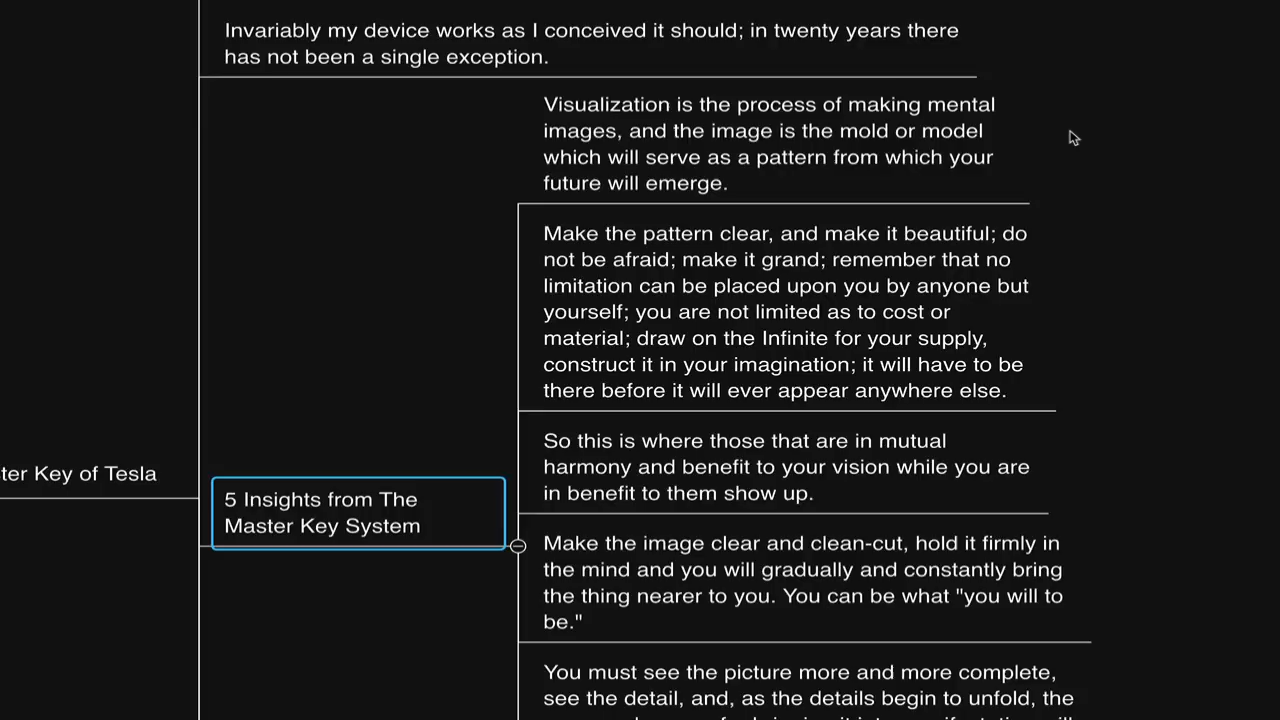 Invariably my device works as I conceived it should; in twenty years there
has not been a single exception.
Visualization is the process of making mental
images, and the image is the mold or model
which will serve as a pattern from which your
future will emerge.
Make the pattern clear, and make it beautiful; do
not be afraid; make it grand; remember that no
limitation can be placed upon you by anyone but
yourself; you are not limited as to cost or
material; draw on the Infinite for your supply,
construct it in your imagination; it will have to be
there before it will ever appear anywhere else.
So this is where those that are in mutual
harmony and benefit to your vision while you are
in benefit to them show up.
ter Key of Tesla
5 Insights from The
Master Key System
Make the image clear and clean-cut, hold it firmly in
the mind and you will gradually and constantly bring
the thing nearer to you. You can be what "you will to
be."
You must see the picture more and more complete,
see the detail, and, as the details begin to unfold, the